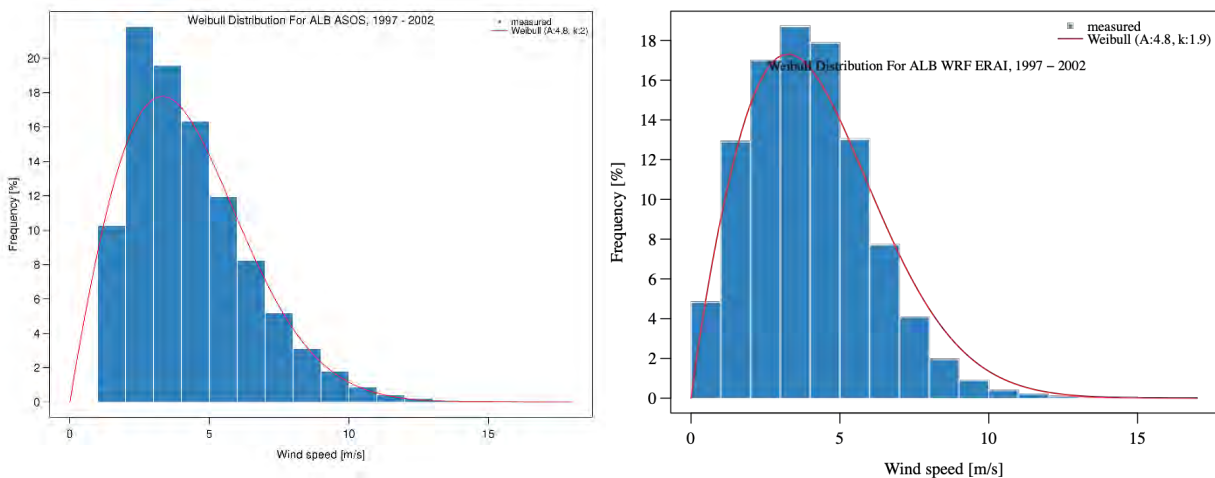 Weibull Distribution For ALB ASOS, 1997 - 2002
measured
Weibull (A:4.8, k:2)
20
18
16
14
12
10
8
6
4
2
0
Frequency [%]
0 5 10 15
Wind speed [m/s]
measured
Weibull (A:4.8, k:1.9)
Weibull Distribution For ALB WRF ERAI, 1997 – 2002
18
16
14
12
10
8
6
4
2
0
Frequency [%]
0 5 10 15
Wind speed [m/s]